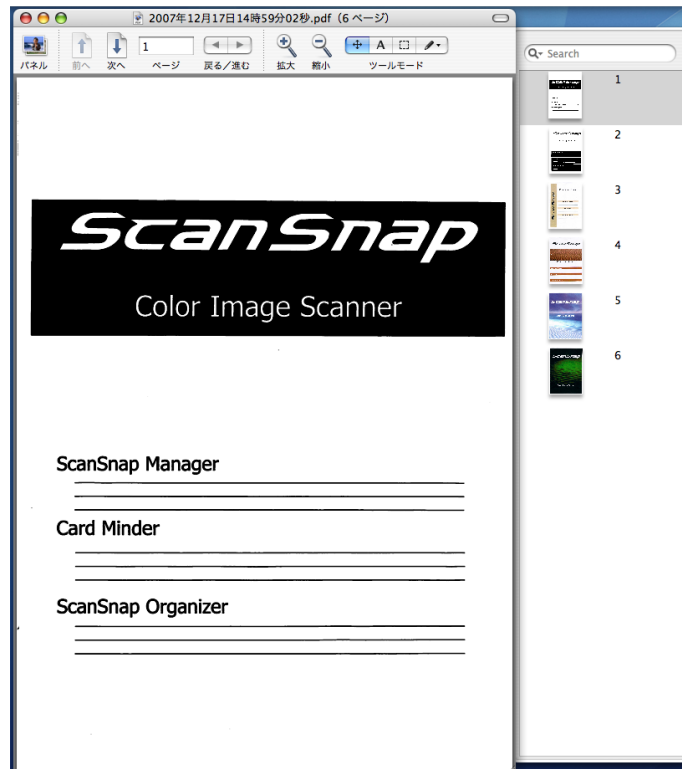 2007年12月17日14時59分02秒.pdf（6 ページ）
1
パネル 前へ 次へ ページ 戻る/進む 拡大 縮小 ツールモード
A
Search
1
2
3
4
5
6
ScanSnap
Color Image Scanner
ScanSnap Manager
Card Minder
ScanSnap Organizer